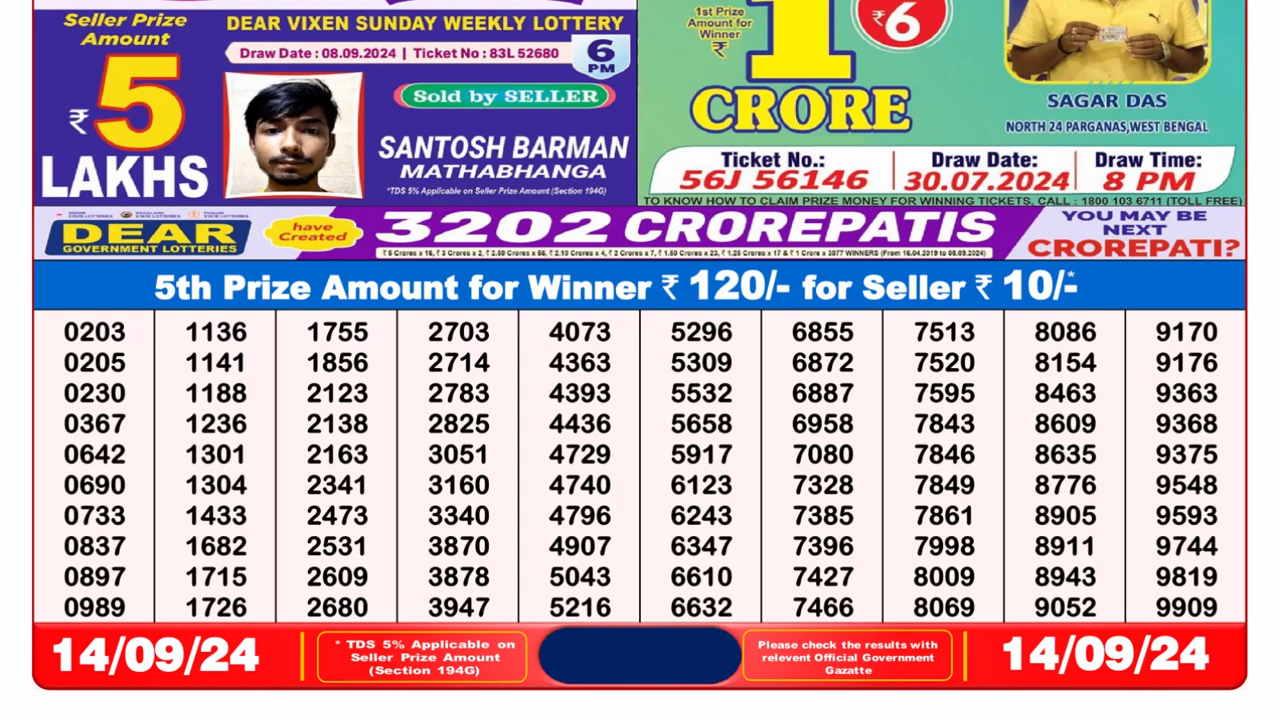 Seller Prize
Amount
₹5
LAKHS
DEAR VIXEN SUNDAY WEEKLY LOTTERY
Draw Date : 08.09.2024 | Ticket No : 83L 52680
6
PM
Sold by SELLER
SANTOSH BARMAN
MATHABHANGA
*TDS 5% Applicable on Seller Prize Amount (Section 194G)
1st Prize
Amount for
Winner
₹
1
CRORE
₹6
SAGAR DAS
NORTH 24 PARGANAS,WEST BENGAL
Ticket No.:
56J 56146
Draw Date:
30.07.2024
Draw Time:
8 PM
TO KNOW HOW TO CLAIM PRIZE MONEY FOR WINNING TICKETS, CALL : 1800 103 6711 (TOLL FREE)
DEAR
GOVERNMENT LOTTERIES
have
Created
3202 CROREPATIS
YOU MAY BE
NEXT
CROREPATI?
5th Prize Amount for Winner ₹ 120/- for Seller ₹ 10/-*
0203 1136 1755 2703 4073 5296 6855 7513 8086 9170
0205 1141 1856 2714 4363 5309 6872 7520 8154 9176
0230 1188 2123 2783 4393 5532 6887 7595 8463 9363
0367 1236 2138 2825 4436 5658 6958 7843 8609 9368
0642 1301 2163 3051 4729 5917 7080 7846 8635 9375
0690 1304 2341 3160 4740 6123 7328 7849 8776 9548
0733 1433 2473 3340 4796 6243 7385 7861 8905 9593
0837 1682 2531 3870 4907 6347 7396 7998 8911 9744
0897 1715 2609 3878 5043 6610 7427 8009 8943 9819
0989 1726 2680 3947 5216 6632 7466 8069 9052 9909
14/09/24
* TDS 5% Applicable on
Seller Prize Amount
(Section 194G)
Please check the results with
relevent Official Government
Gazatte
14/09/24